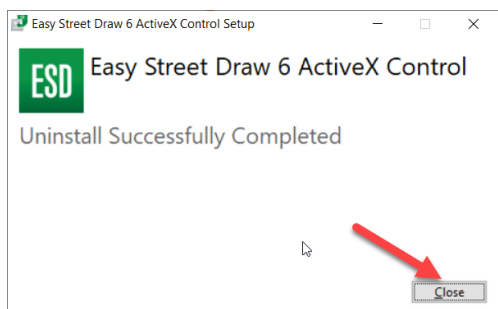 Easy Street Draw 6 ActiveX Control Setup
ESD
Easy Street Draw 6 ActiveX Control
Uninstall Successfully Completed
Close